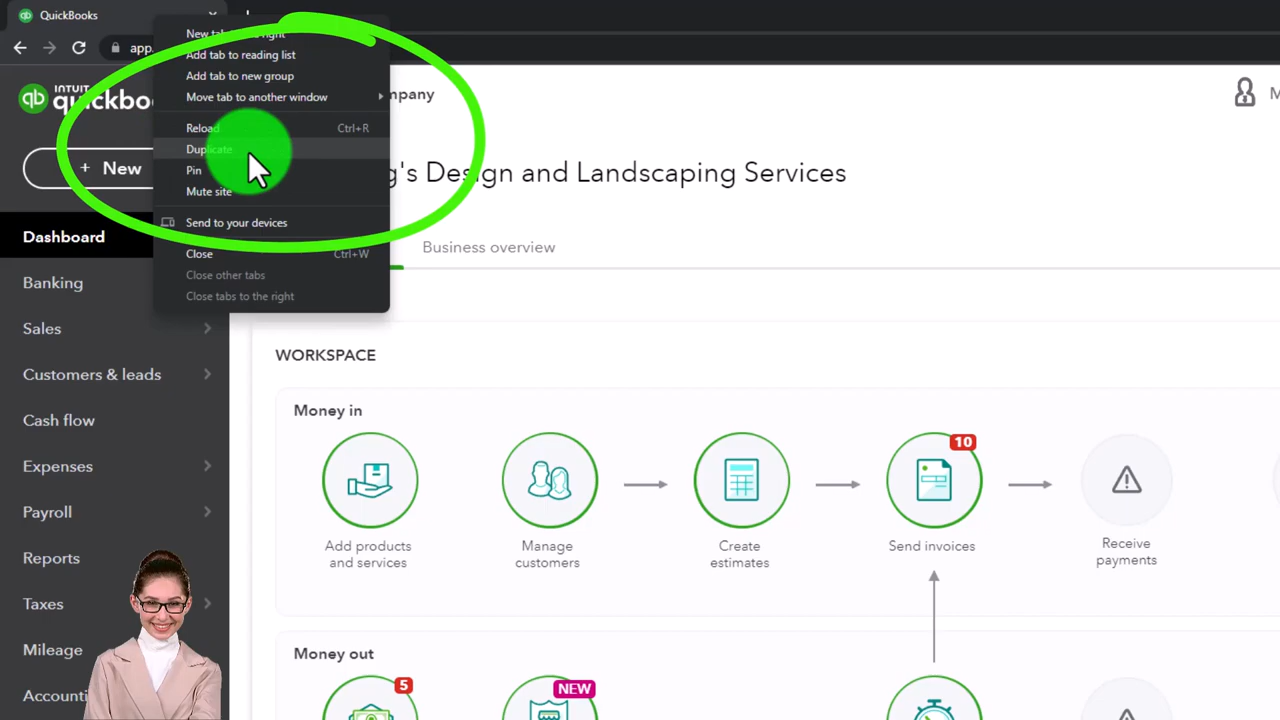 QuickBooks
New tab right
Add tab to reading list
app.
Add tab to new group
Move tab to another window
INTUIT
quickbo
mpany
M
Reload Ctrl+R
Duplicate
+ New
Pin
g's Design and Landscaping Services
Mute site
Send to your devices
Dashboard
Business overview
Close Ctrl+W
Close other tabs
Banking
Close tabs to the right
Sales
WORKSPACE
Customers & leads
Money in
Cash flow
10
Expenses
Payroll
Add products
and services
Manage
customers
Create
estimates
Send invoices
Receive
payments
Reports
Taxes
Mileage
Money out
Accounti
5
NEW